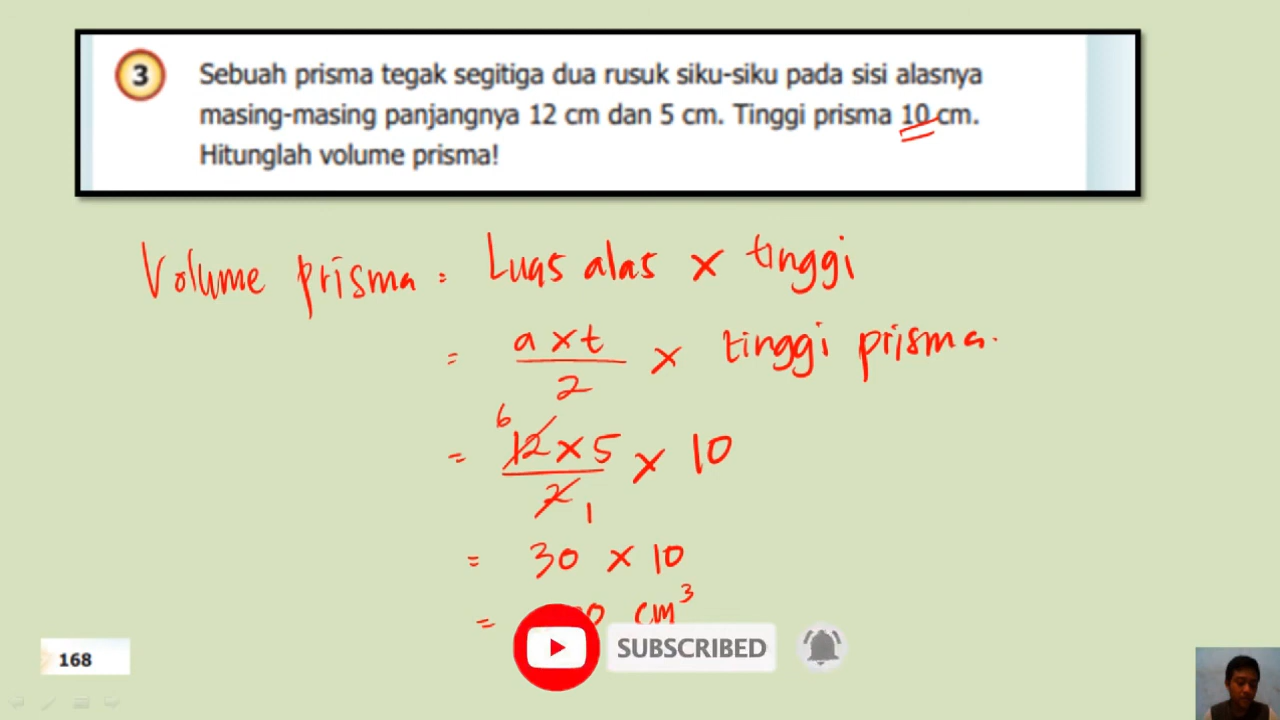 3
Sebuah prisma tegak segitiga dua rusuk siku-siku pada sisi alasnya
masing-masing panjangnya 12 cm dan 5 cm. Tinggi prisma 10 cm.
Hitunglah volume prisma!
Volume prisma = Luas alas x tinggi
= a x t / 2 x tinggi prisma.
= 6 12 x 5 / 2 1 x 10
= 30 x 10
= 0 cm³
SUBSCRIBED
168